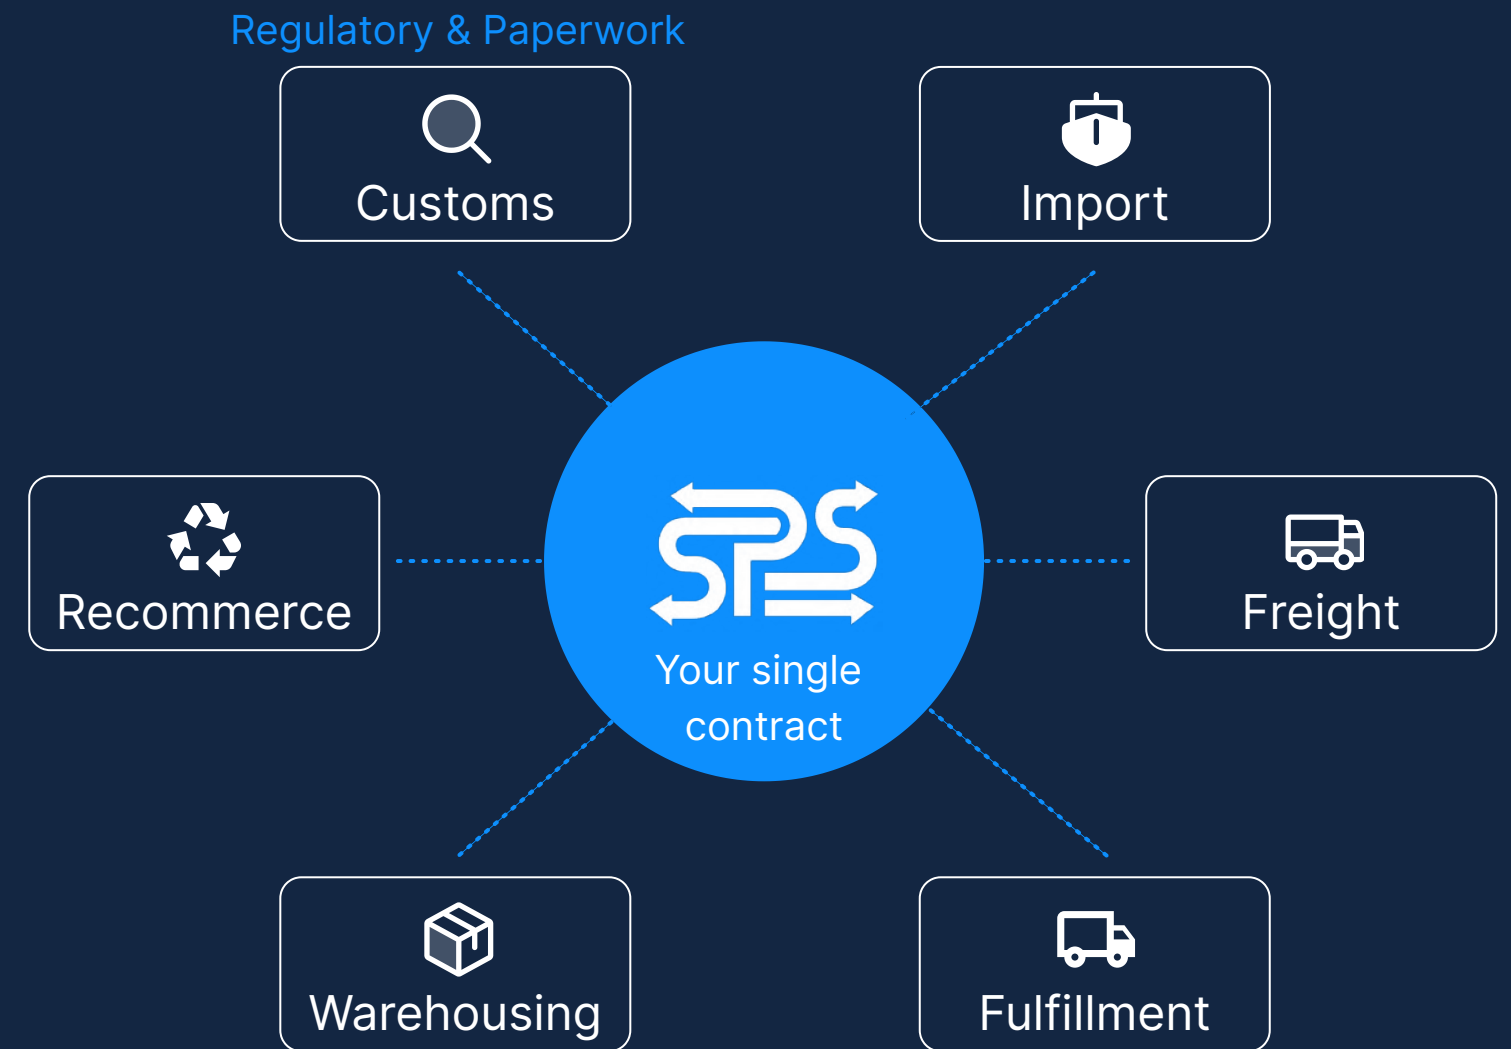 Regulatory & Paperwork
Customs
Import
Recommerce
SPS
Your single
contract
Freight
Warehousing
Fulfillment